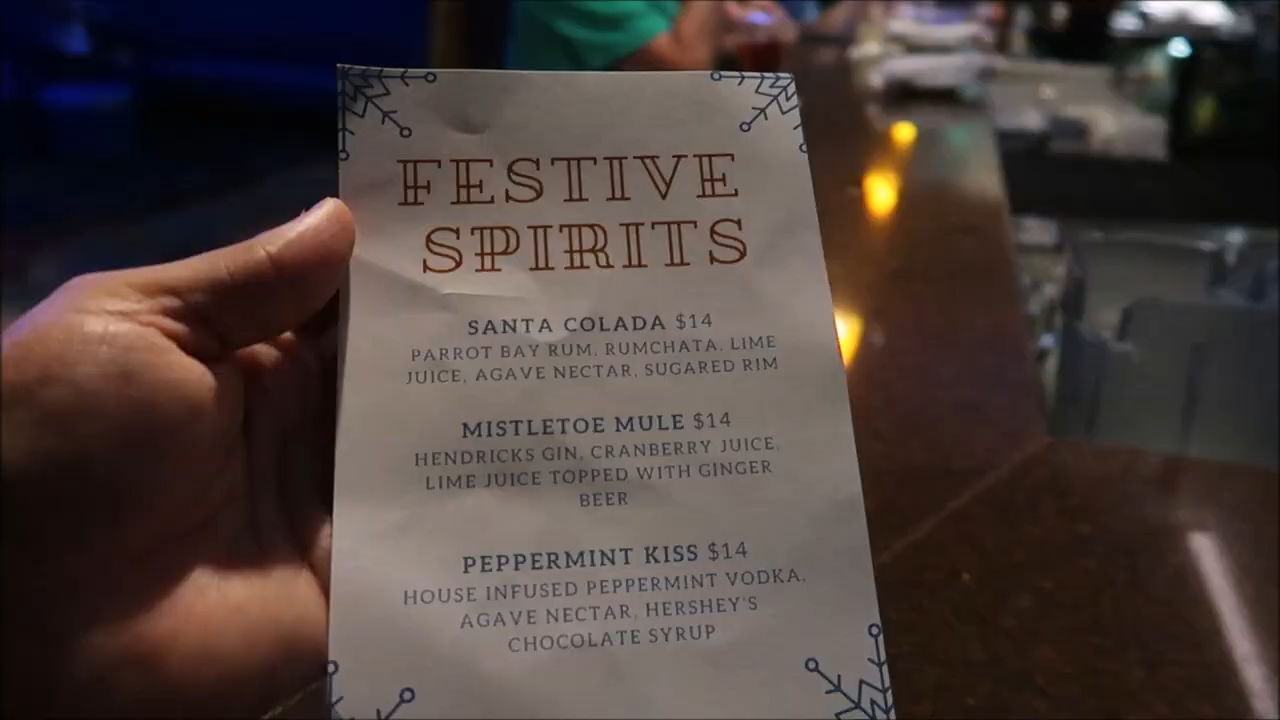 FESTIVE
SPIRITS
SANTA COLADA $14
PARROT BAY RUM, RUMCHATA, LIME
JUICE, AGAVE NECTAR, SUGARED RIM
MISTLETOE MULE $14
HENDRICKS GIN, CRANBERRY JUICE,
LIME JUICE TOPPED WITH GINGER
BEER
PEPPERMINT KISS $14
HOUSE INFUSED PEPPERMINT VODKA,
AGAVE NECTAR, HERSHEY'S
CHOCOLATE SYRUP